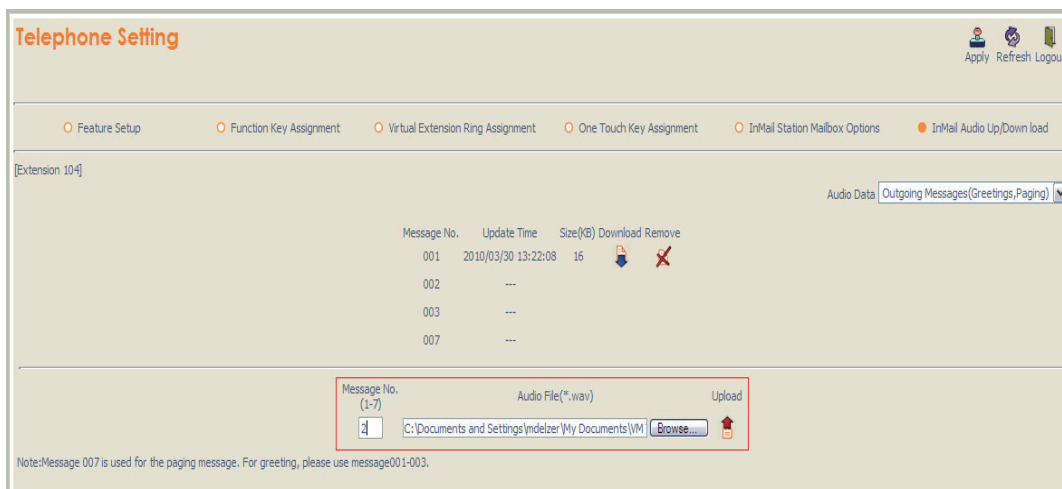 Telephone Setting
Apply Refresh Logou
Feature Setup Function Key Assignment Virtual Extension Ring Assignment One Touch Key Assignment InMail Station Mailbox Options InMail Audio Up/Down load
[Extension 104]
Audio Data Outgoing Messages(Greetings,Paging)
Message No. Update Time Size(KB) Download Remove
001 2010/03/30 13:22:08 16
002 ---
003 ---
007 ---
Message No. (1-7) Audio File(*.wav) Upload
2 C:\Documents and Settings\mdelzer\My Documents\VM Browse...
Note:Message 007 is used for the paging message. For greeting, please use message001-003.